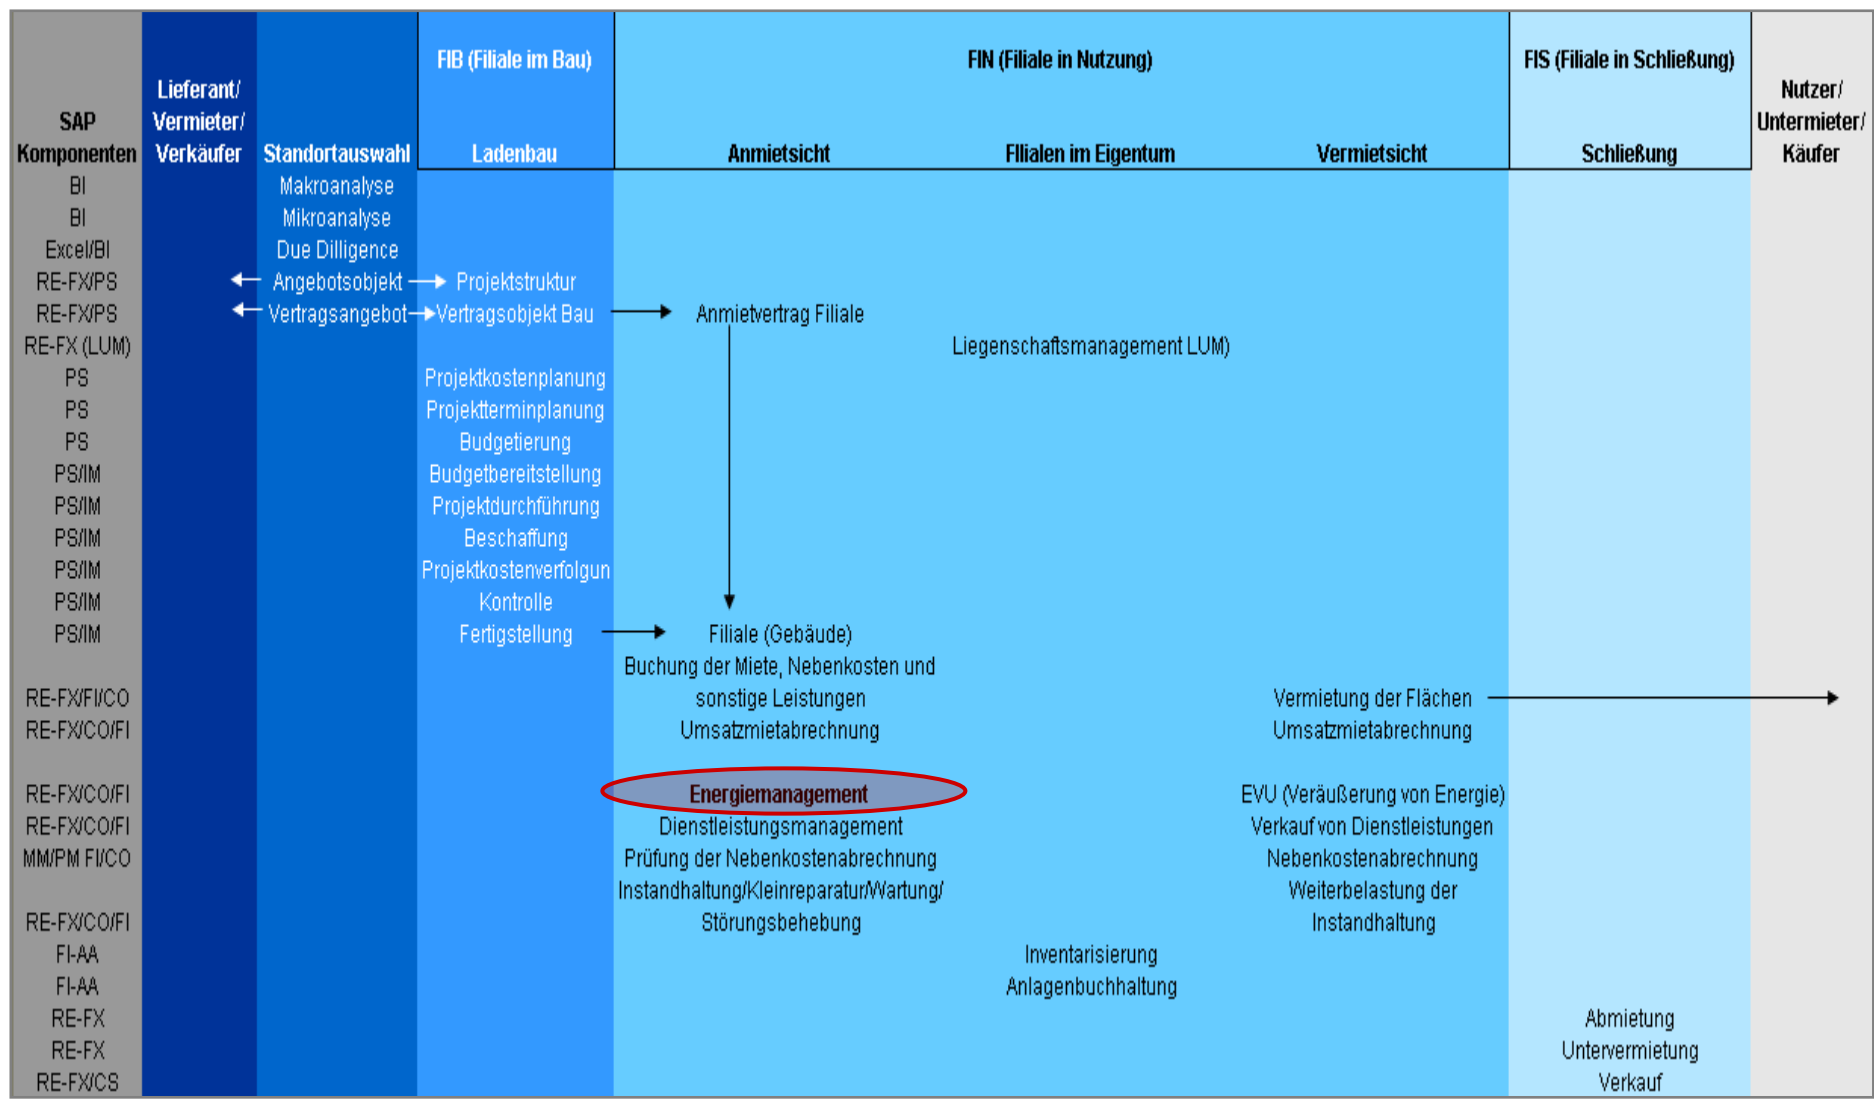 FIB (Filiale im Bau) FIN (Filiale in Nutzung) FIS (Filiale in Schließung)
SAP Komponenten Lieferant/ Vermieter/ Verkäufer Standortauswahl Ladenbau Anmietsicht FIlialen im Eigentum Vermietsicht Schließung Nutzer/ Untermieter/ Käufer
BI Makroanalyse
BI Mikroanalyse
Excel/BI Due Dilligence
RE-FX/PS Angebotsobjekt Projektstruktur
RE-FX/PS Vertragsangebot Vertragsobjekt Bau Anmietvertrag Filiale
RE-FX (LUM) Liegenschaftsmanagement LUM)
PS Projektkostenplanung
PS Projektterminplanung
PS Budgetierung
PS/IM Budgetbereitstellung
PS/IM Projektdurchführung
PS/IM Beschaffung
PS/IM Projektkostenverfolgun
PS/IM Kontrolle
PS/IM Fertigstellung Filiale (Gebäude)
Buchung der Miete, Nebenkosten und
RE-FX/FI/CO sonstige Leistungen Vermietung der Flächen
RE-FX/CO/FI Umsatzmietabrechnung Umsatzmietabrechnung
RE-FX/CO/FI Energiemanagement EVU (Veräußerung von Energie)
RE-FX/CO/FI Dienstleistungsmanagement Verkauf von Dienstleistungen
MM/PM FI/CO Prüfung der Nebenkostenabrechnung Nebenkostenabrechnung
Instandhaltung/Kleinreparatur/Wartung/ Weiterbelastung der
RE-FX/CO/FI Störungsbehebung Instandhaltung
FI-AA Inventarisierung
FI-AA Anlagenbuchhaltung
RE-FX Abmietung
RE-FX Untervermietung
RE-FX/CS Verkauf